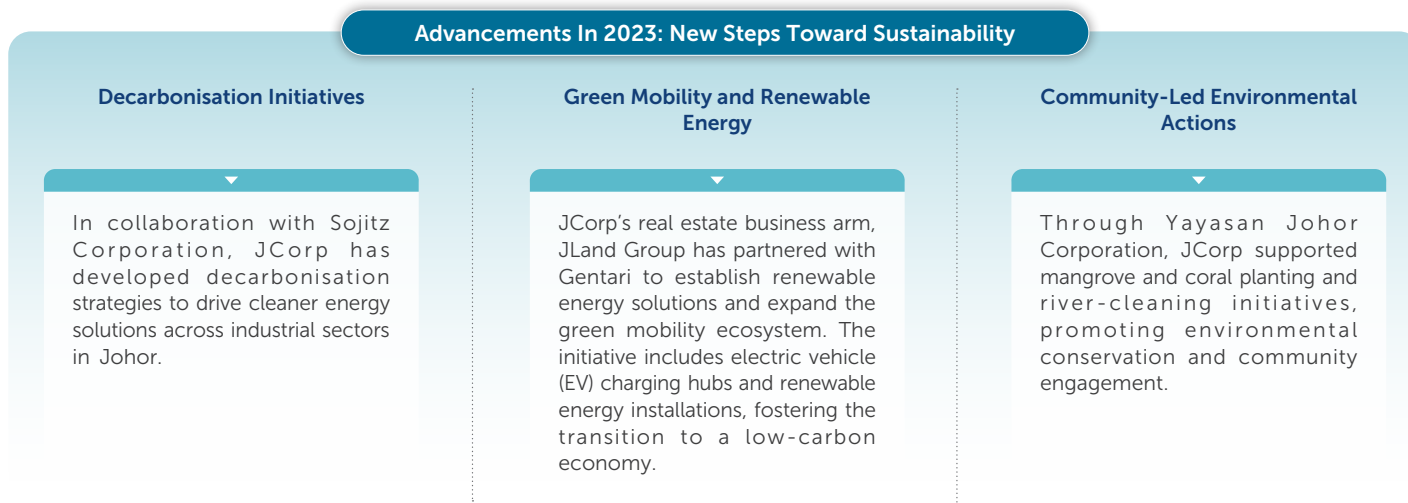 Advancements In 2023: New Steps Toward Sustainability
Decarbonisation Initiatives
In collaboration with Sojitz
Corporation, JCorp has
developed decarbonisation
strategies to drive cleaner energy
solutions across industrial sectors
in Johor.
Green Mobility and Renewable
Energy
JCorp's real estate business arm,
JLand Group has partnered with
Gentari to establish renewable
energy solutions and expand the
green mobility ecosystem. The
initiative includes electric vehicle
(EV) charging hubs and renewable
energy installations, fostering the
transition to a low-carbon
economy.
Community-Led Environmental
Actions
Through Yayasan Johor
Corporation, JCorp supported
mangrove and coral planting and
river-cleaning initiatives,
promoting environmental
conservation and community
engagement.